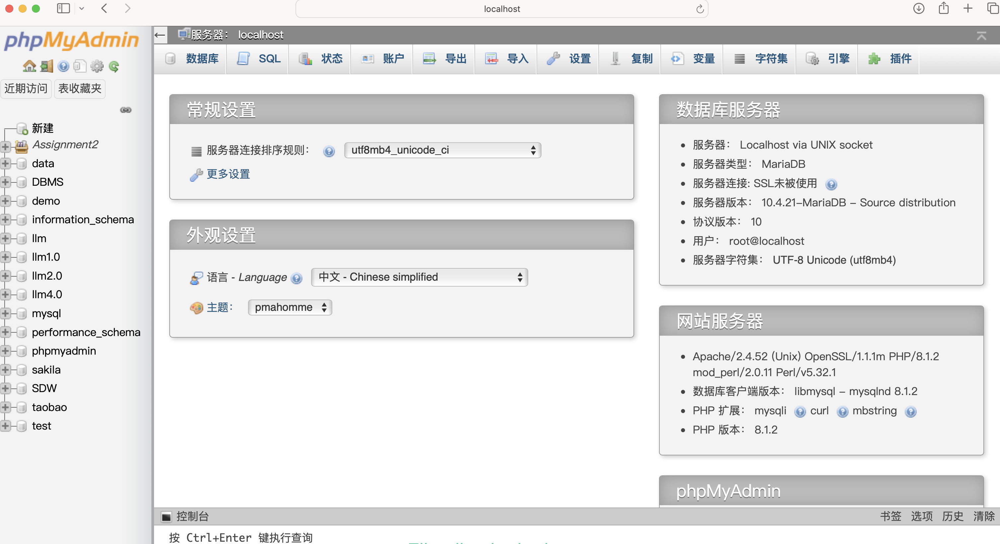 localhost
phpMyAdmin
近期访问 表收藏夹
新建
Assignment2
data
DBMS
demo
information_schema
llm
llm1.0
llm2.0
llm4.0
mysql
performance_schema
phpmyadmin
sakila
SDW
taobao
test
服务器： localhost
数据库 SQL 状态 账户 导出 导入 设置 复制 变量 字符集 引擎 插件
常规设置
服务器连接排序规则： utf8mb4_unicode_ci
更多设置
外观设置
语言 - Language 中文 - Chinese simplified
主题： pmahomme
数据库服务器
服务器： Localhost via UNIX socket
服务器类型： MariaDB
服务器连接: SSL未被使用
服务器版本： 10.4.21-MariaDB - Source distribution
协议版本： 10
用户： root@localhost
服务器字符集： UTF-8 Unicode (utf8mb4)
网站服务器
Apache/2.4.52 (Unix) OpenSSL/1.1.1m PHP/8.1.2
mod_perl/2.0.11 Perl/v5.32.1
数据库客户端版本： libmysql - mysqlnd 8.1.2
PHP 扩展： mysqli curl mbstring
PHP 版本： 8.1.2
phpMyAdmin
控制台 书签 选项 历史 清除
按 Ctrl+Enter 键执行查询